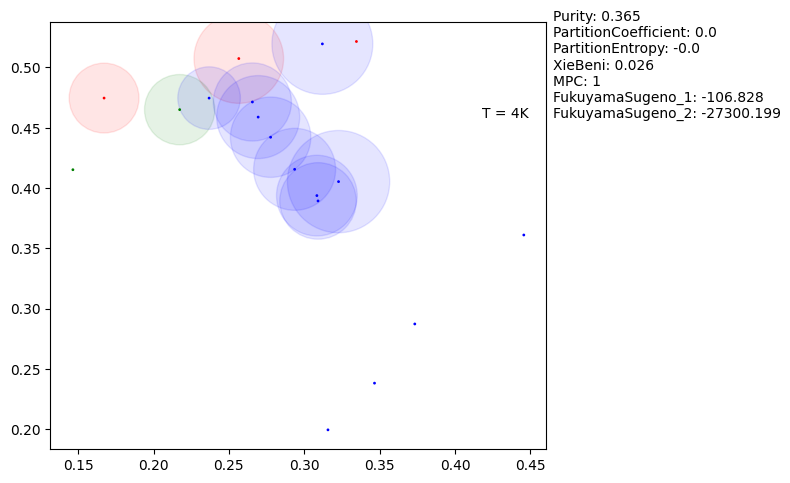 Purity: 0.365
PartitionCoefficient: 0.0
PartitionEntropy: -0.0
XieBeni: 0.026
MPC: 1
FukuyamaSugeno_1: -106.828
FukuyamaSugeno_2: -27300.199
T = 4K
0.50
0.45
0.40
0.35
0.30
0.25
0.20
0.15 0.20 0.25 0.30 0.35 0.40 0.45